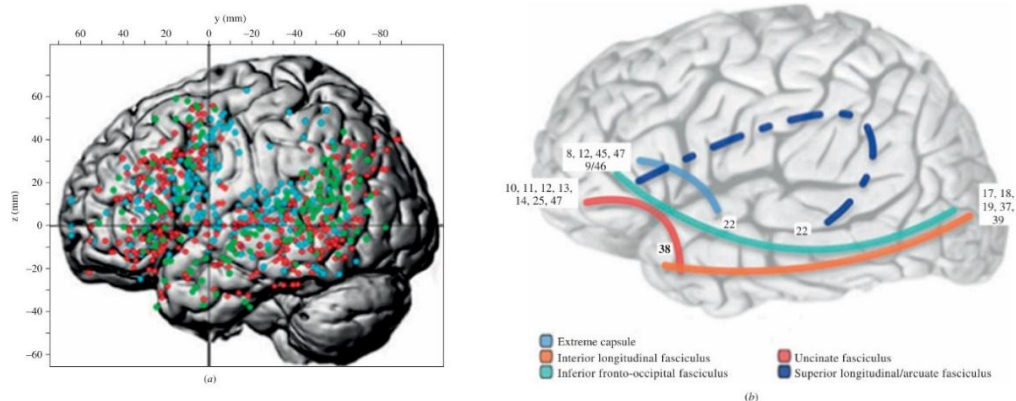 y (mm)
60 40 20 0 −20 −40 −60 −80
z (mm)
60
40
20
0
−20
−40
−60
(a)
8, 12, 45, 47
9/46
10, 11, 12, 13,
14, 25, 47
17, 18,
19, 37,
39
22
22
38
Extreme capsule
Interior longitudinal fasciculus
Inferior fronto-occipital fasciculus
Uncinate fasciculus
Superior longitudinal/arcuate fasciculus
(b)